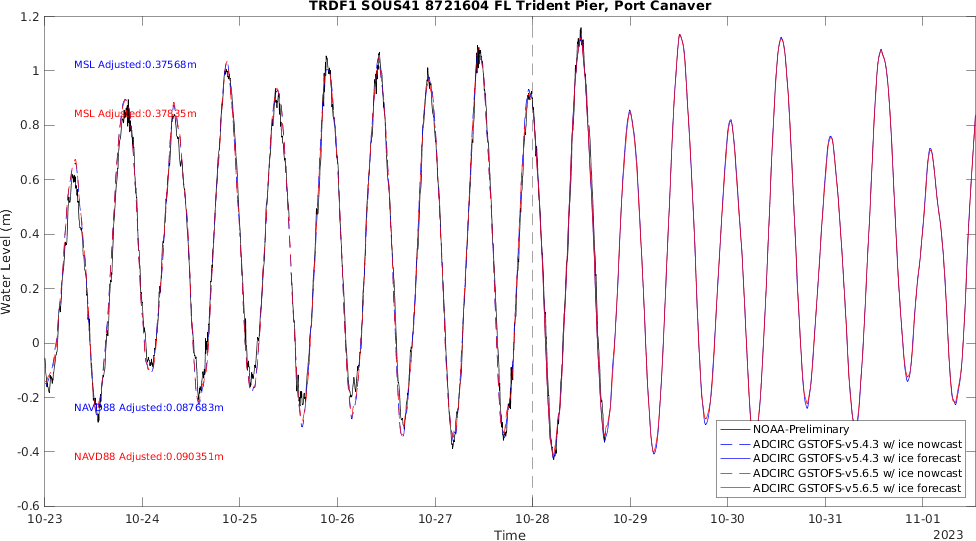 TRDF1 SOUS41 8721604 FL Trident Pier, Port Canaver
Water Level (m)
1.2
1
0.8
0.6
0.4
0.2
0
-0.2
-0.4
-0.6
MSL Adjusted:0.37568m
MSL Adjusted:0.37835m
NAVD88 Adjusted:0.087683m
NAVD88 Adjusted:0.090351m
NOAA-Preliminary
ADCIRC GSTOFS-v5.4.3 w/ ice nowcast
ADCIRC GSTOFS-v5.4.3 w/ ice forecast
ADCIRC GSTOFS-v5.6.5 w/ ice nowcast
ADCIRC GSTOFS-v5.6.5 w/ ice forecast
10-23 10-24 10-25 10-26 10-27 10-28 10-29 10-30 10-31 11-01
Time
2023